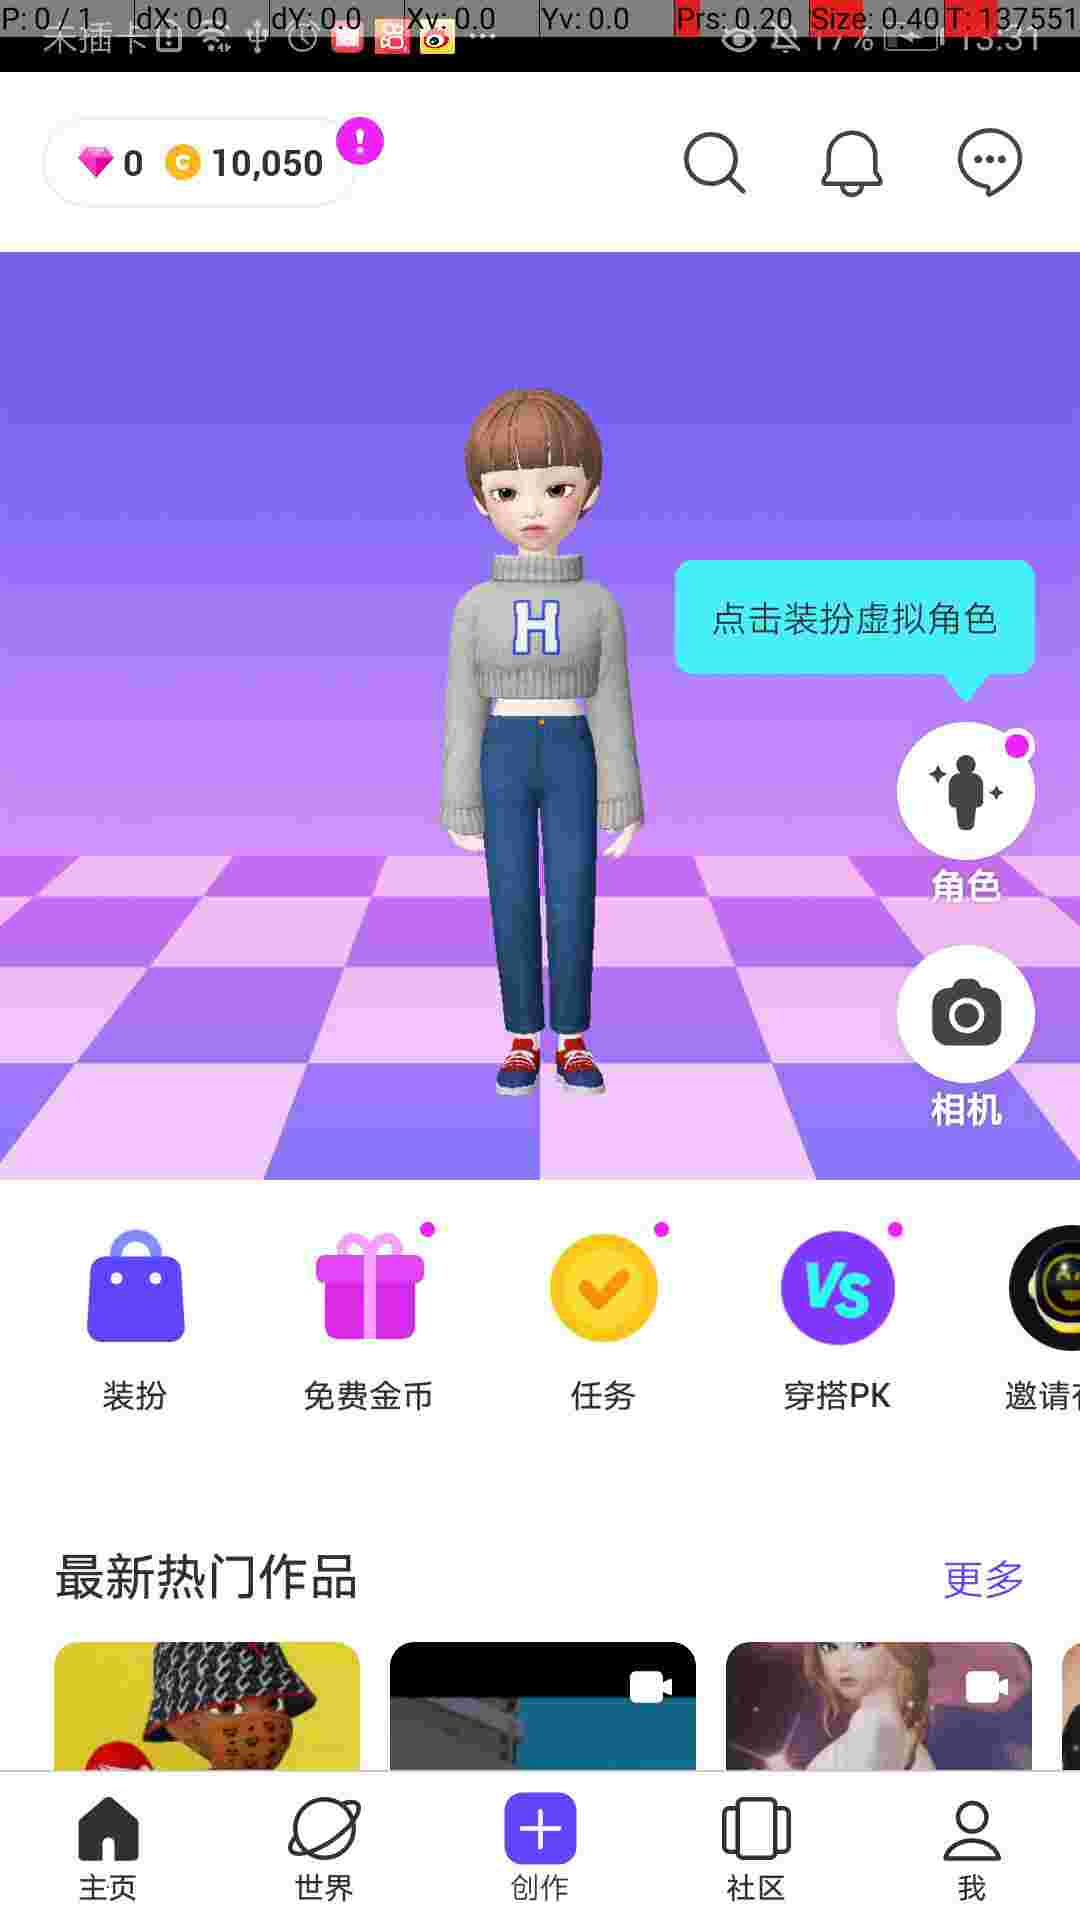 P: 0 / 1 dX: 0.0 dY: 0.0 Xv: 0.0 Yv: 0.0 Prs: 0.20 Size: 0.40 T: 137551
未插卡 17% 13:31
0 C 10,050 !
H
点击装扮虚拟角色
角色
相机
VS
装扮 免费金币 任务 穿搭PK 邀请
最新热门作品 更多
主页 世界 创作 社区 我